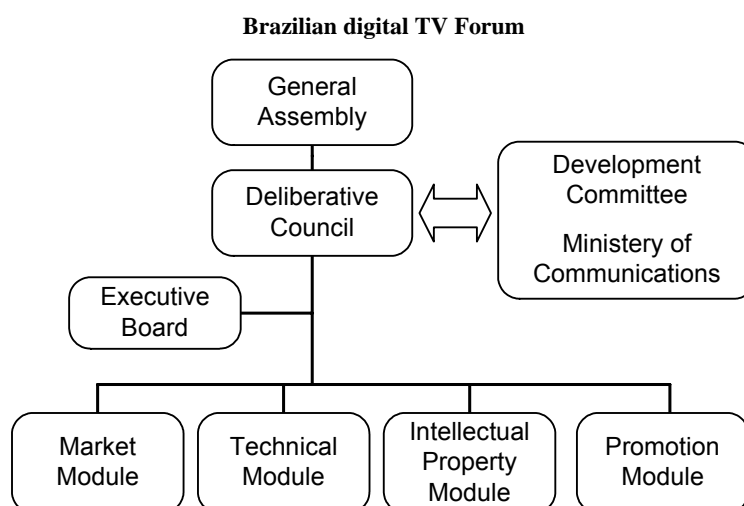 Brazilian digital TV Forum
General
Assembly
Deliberative
Council
Development
Committee
Ministery of
Communications
Executive
Board
Market
Module
Technical
Module
Intellectual
Property
Module
Promotion
Module